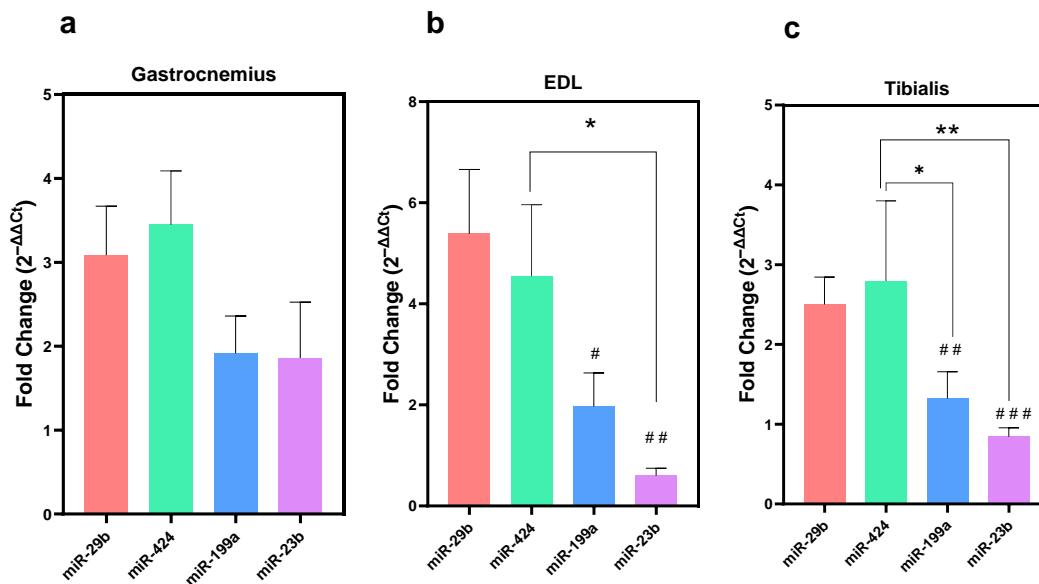 a
Gastrocnemius
Fold Change (2−ΔΔCt)
5
4
3
2
1
0
miR-29b
miR-424
miR-199a
miR-23b
b
EDL
Fold Change (2−ΔΔCt)
8
6
4
2
0
*
#
# #
miR-29b
miR-424
miR-199a
miR-23b
c
Tibialis
Fold Change (2−ΔΔCt)
5
4
3
2
1
0
**
*
# #
# # #
miR-29b
miR-424
miR-199a
miR-23b